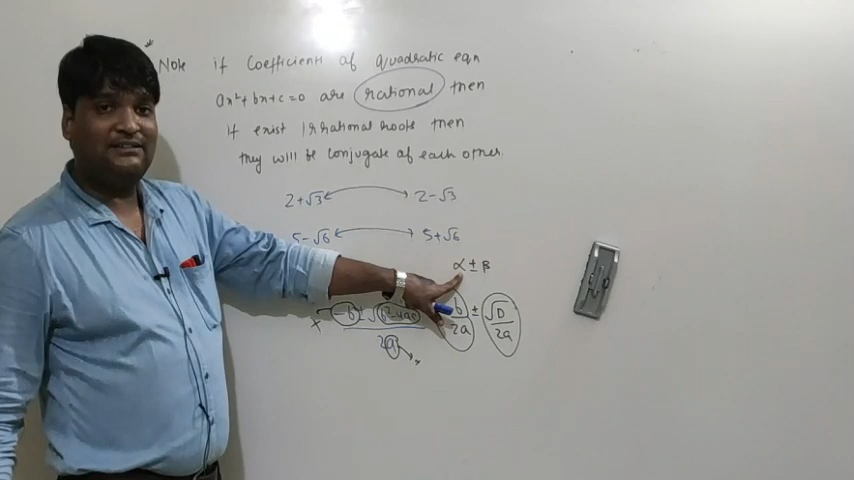 * Note if Coefficients of quadratic eqn
ax²+bx+c=0 are rational then
if exist Irrational roots then
they will be conjugate of each other.
2+√3 2-√3
5-√6 5+√6
α ± β
-b ± √b²-4ac b ± √D
2a 2a 2a